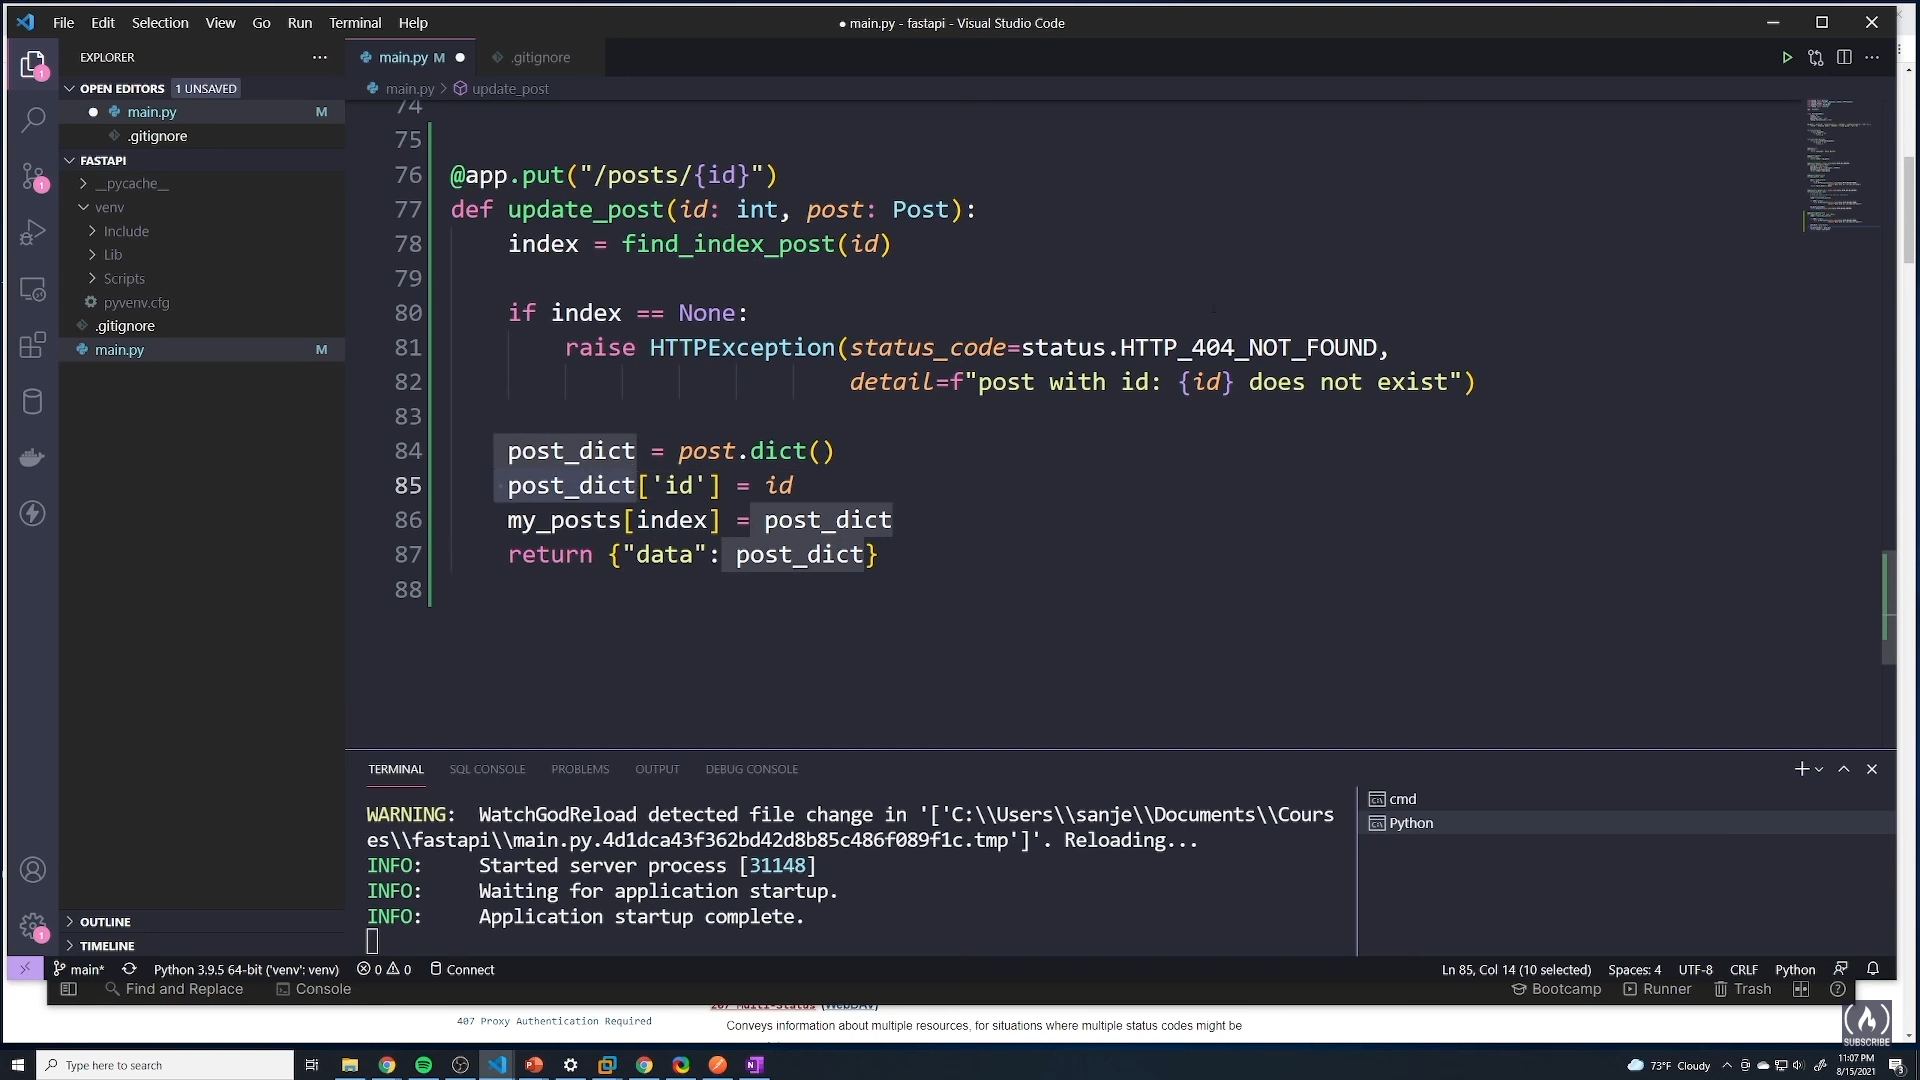 File Edit Selection View Go Run Terminal Help
● main.py - fastapi - Visual Studio Code
EXPLORER
main.py M
.gitignore
OPEN EDITORS 1 UNSAVED
main.py M
.gitignore
FASTAPI
__pycache__
venv
Include
Lib
Scripts
pyvenv.cfg
.gitignore
main.py M
OUTLINE
TIMELINE
main.py > update_post
74
75
76 @app.put("/posts/{id}")
77 def update_post(id: int, post: Post):
78 index = find_index_post(id)
79
80 if index == None:
81 raise HTTPException(status_code=status.HTTP_404_NOT_FOUND,
82 detail=f"post with id: {id} does not exist")
83
84 post_dict = post.dict()
85 post_dict['id'] = id
86 my_posts[index] = post_dict
87 return {"data": post_dict}
88
TERMINAL SQL CONSOLE PROBLEMS OUTPUT DEBUG CONSOLE
WARNING: WatchGodReload detected file change in '['C:\\Users\\sanje\\Documents\\Cours
es\\fastapi\\main.py.4d1dca43f362bd42d8b85c486f089f1c.tmp']'. Reloading...
INFO: Started server process [31148]
INFO: Waiting for application startup.
INFO: Application startup complete.
cmd
Python
main* Python 3.9.5 64-bit ('venv': venv) 0 0 Connect Ln 85, Col 14 (10 selected) Spaces: 4 UTF-8 CRLF Python
Find and Replace Console Bootcamp Runner Trash
207 Multi-Status (WebDAV)
407 Proxy Authentication Required
Conveys information about multiple resources, for situations where multiple status codes might be
SUBSCRIBE
Type here to search
73°F Cloudy
11:07 PM
8/15/2021